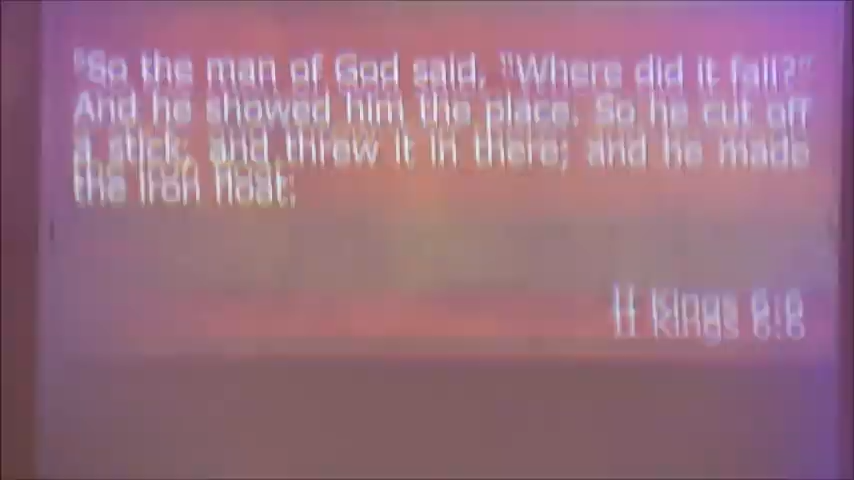 "So the man of God said, "Where did it fall?"
And he showed him the place. So he cut off
a stick, and threw it in there; and he made
the iron float;
II Kings 6:6